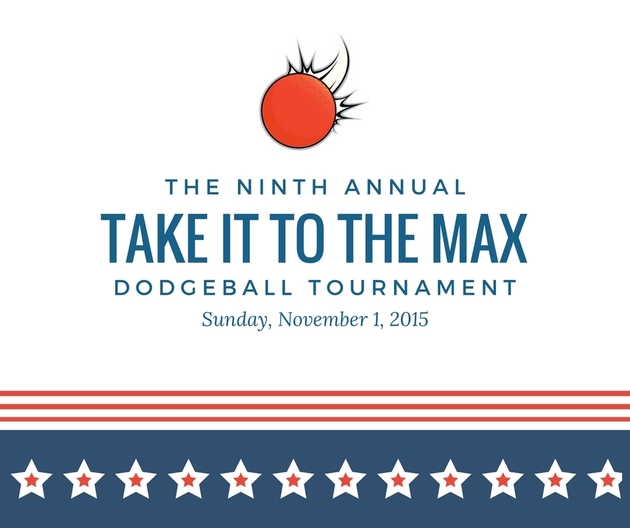 THE NINTH ANNUAL
TAKE IT TO THE MAX
DODGEBALL TOURNAMENT
Sunday, November 1, 2015